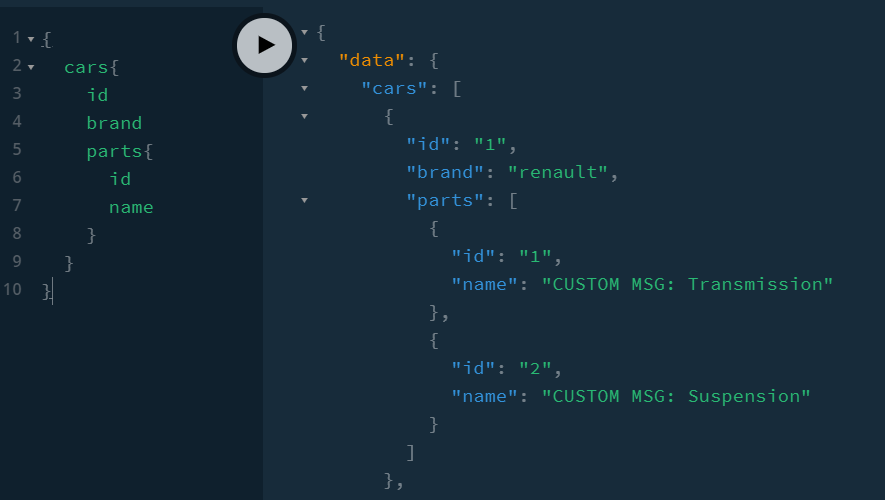 1 {
2 cars{
3 id
4 brand
5 parts{
6 id
7 name
8 }
9 }
10 }
{
"data": {
"cars": [
{
"id": "1",
"brand": "renault",
"parts": [
{
"id": "1",
"name": "CUSTOM MSG: Transmission"
},
{
"id": "2",
"name": "CUSTOM MSG: Suspension"
}
]
},